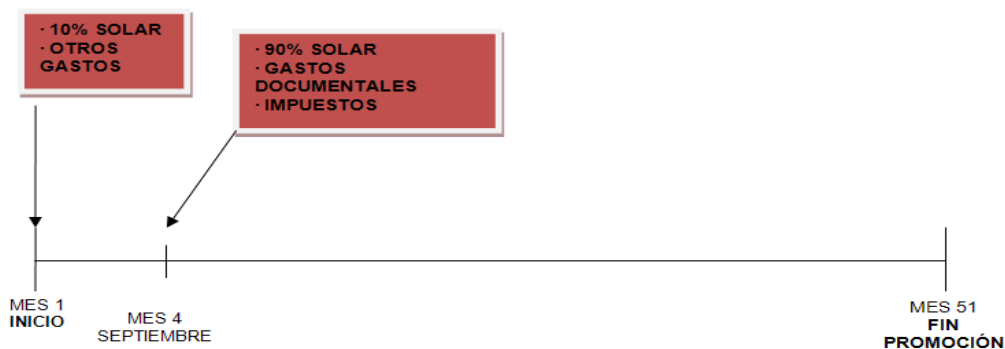 · 10% SOLAR
· OTROS
GASTOS
· 90% SOLAR
· GASTOS
DOCUMENTALES
· IMPUESTOS
MES 1
INICIO
MES 4
SEPTIEMBRE
MES 51
FIN
PROMOCIÓN